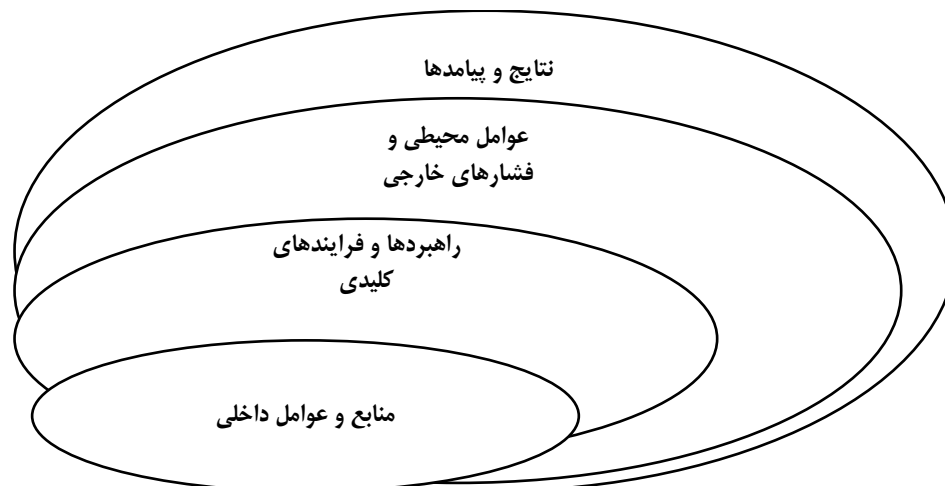 نتایج و پیامدها
عوامل محیطی و
فشارهای خارجی
راهبردها و فرایندهای
کلیدی
منابع و عوامل داخلی